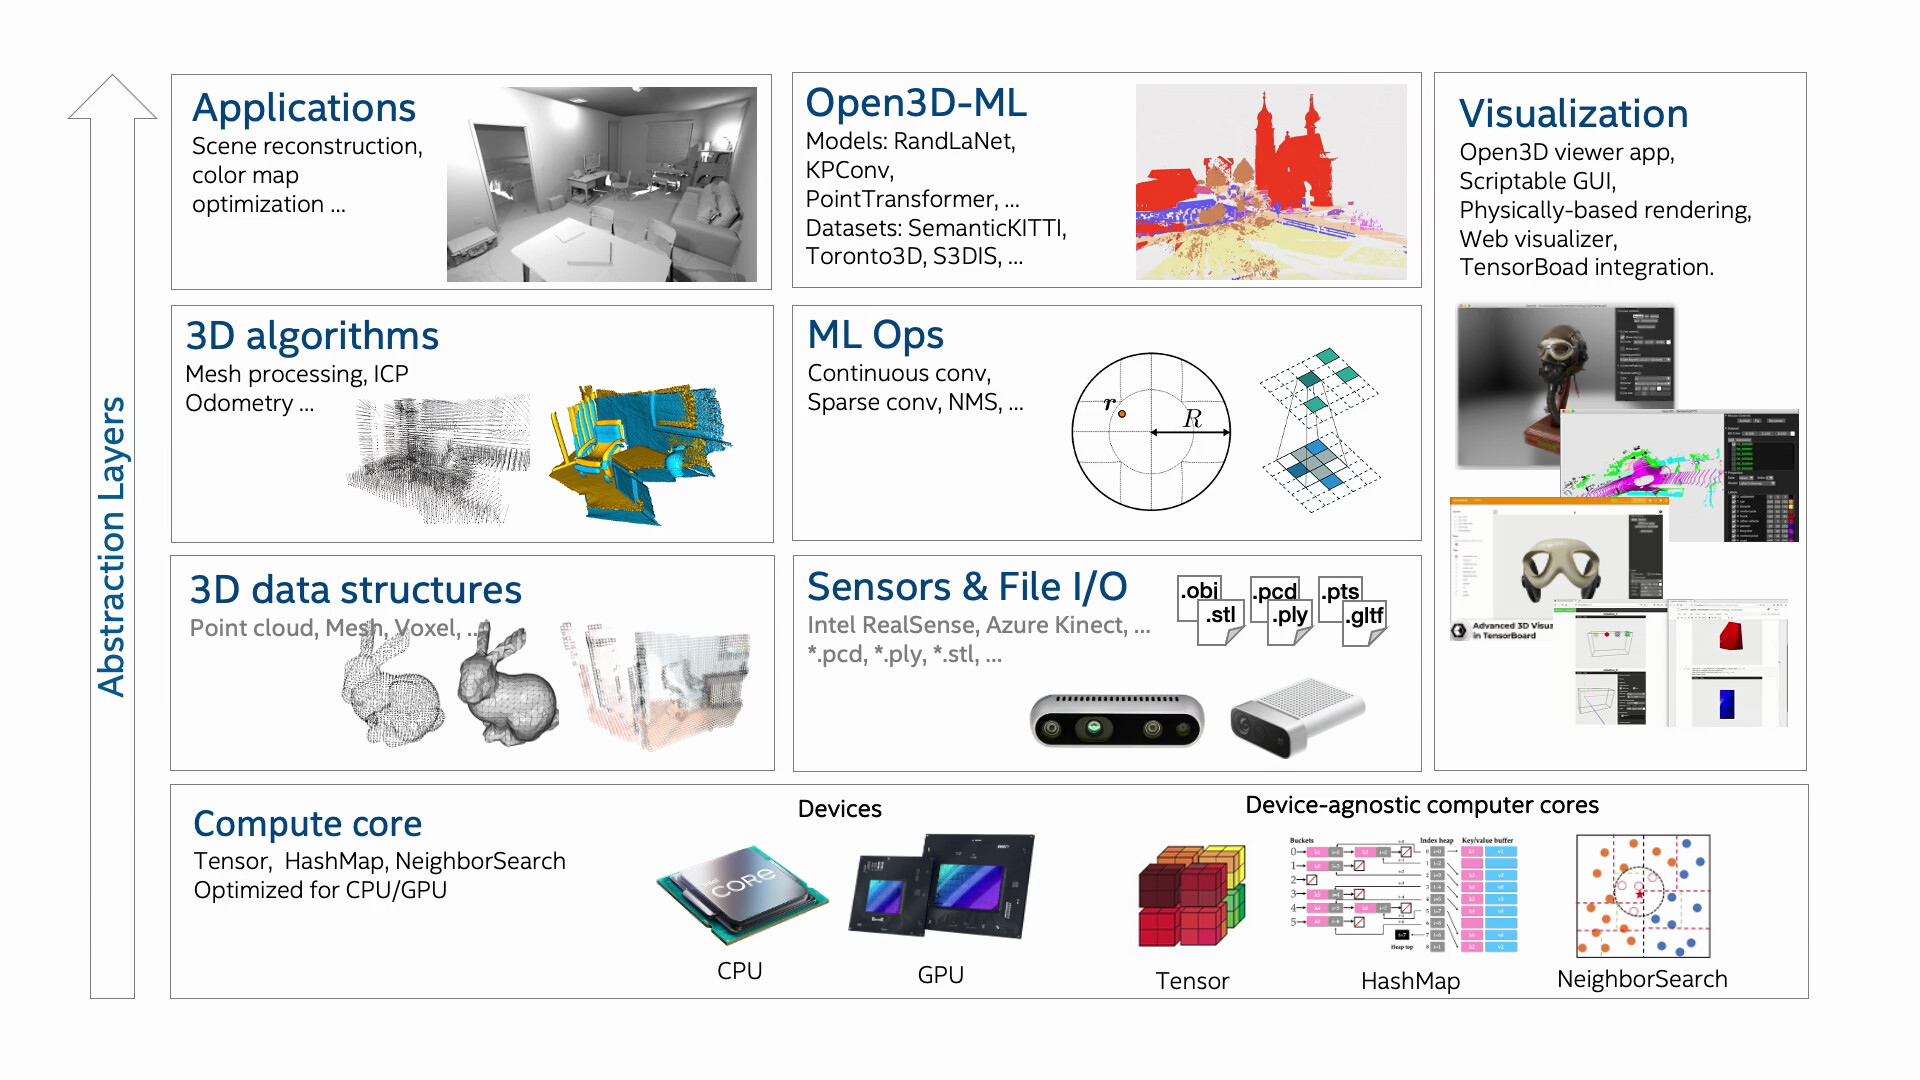 Abstraction Layers
Applications
Scene reconstruction,
color map
optimization ...
Open3D-ML
Models: RandLaNet,
KPConv,
PointTransformer, ...
Datasets: SemanticKITTI,
Toronto3D, S3DIS, ...
Visualization
Open3D viewer app,
Scriptable GUI,
Physically-based rendering,
Web visualizer,
TensorBoad integration.
3D algorithms
Mesh processing, ICP
Odometry ...
ML Ops
Continuous conv,
Sparse conv, NMS, ...
r
R
Advanced 3D Visua
in TensorBoard
3D data structures
Point cloud, Mesh, Voxel, ...
Sensors & File I/O
Intel RealSense, Azure Kinect, ...
*.pcd, *.ply, *.stl, ...
.obj
.stl
.pcd
.ply
.pts
.gltf
Compute core
Tensor, HashMap, NeighborSearch
Optimized for CPU/GPU
Devices
CORE
CPU
GPU
Device-agnostic computer cores
Tensor
Buckets
Index heap
Key/value buffer
0
1
2
3
4
5
Heap top
HashMap
NeighborSearch